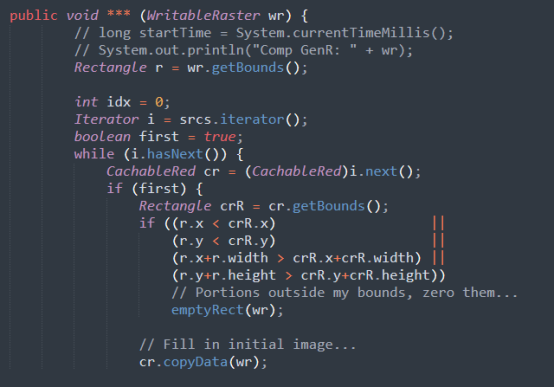 public void *** (WritableRaster wr) {
// long startTime = System.currentTimeMillis();
// System.out.println("Comp GenR: " + wr);
Rectangle r = wr.getBounds();
int idx = 0;
Iterator i = srcs.iterator();
boolean first = true;
while (i.hasNext()) {
CachableRed cr = (CachableRed)i.next();
if (first) {
Rectangle crR = cr.getBounds();
if ((r.x < crR.x) ||
(r.y < crR.y) ||
(r.x+r.width > crR.x+crR.width) ||
(r.y+r.height > crR.y+crR.height))
// Portions outside my bounds, zero them...
emptyRect(wr);
// Fill in initial image...
cr.copyData(wr);